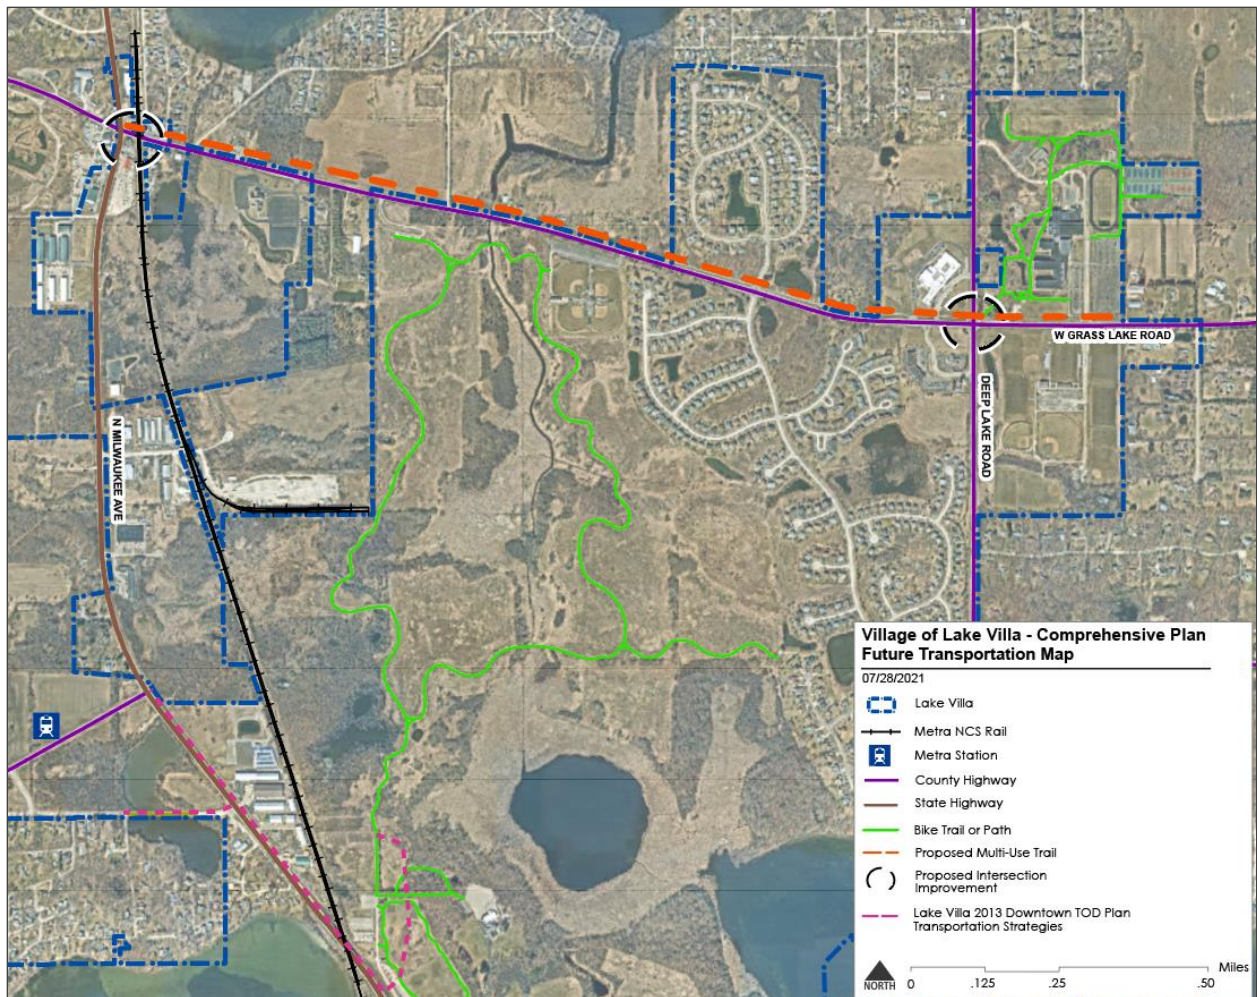 W GRASS LAKE ROAD
DEEP LAKE ROAD
N MILWAUKEE AVE
Village of Lake Villa - Comprehensive Plan
Future Transportation Map
07/28/2021
Lake Villa
Metra NCS Rail
Metra Station
County Highway
State Highway
Bike Trail or Path
Proposed Multi-Use Trail
Proposed Intersection
Improvement
Lake Villa 2013 Downtown TOD Plan
Transportation Strategies
NORTH
0 .125 .25 .50 Miles